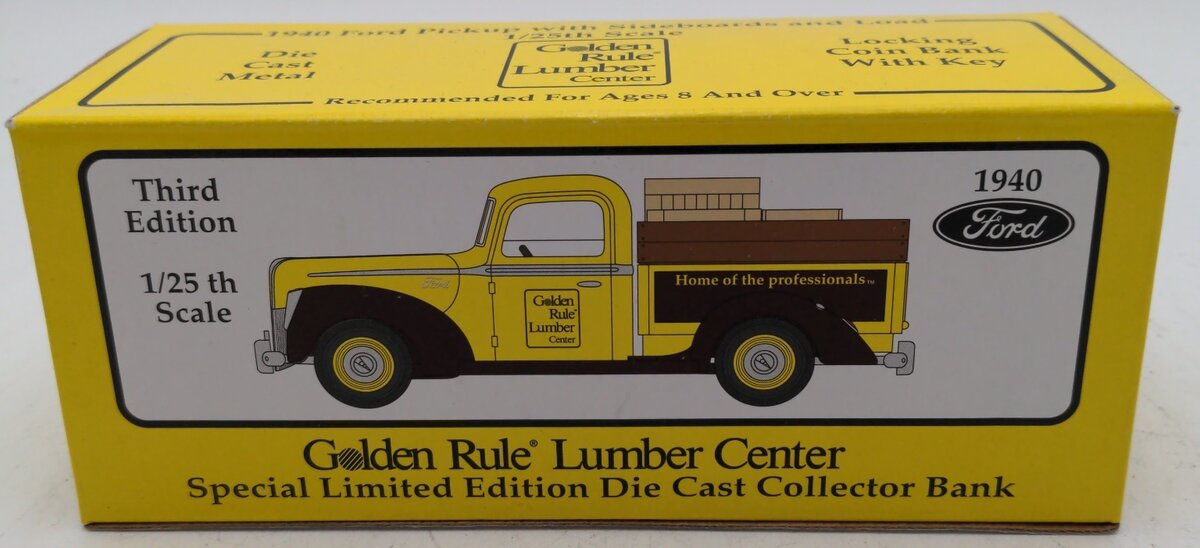 1940 Ford Pickup with Sideboards and Load
1/25th Scale
Die
Cast
Metal
Golden
Rule®
Lumber
Center
Locking
Coin Bank
With Key
Recommended For Ages 8 And Over
Third
Edition
1/25 th
Scale
1940
Ford
Ford
Home of the professionals™
Golden
Rule®
Lumber
Center
Golden Rule® Lumber Center
Special Limited Edition Die Cast Collector Bank